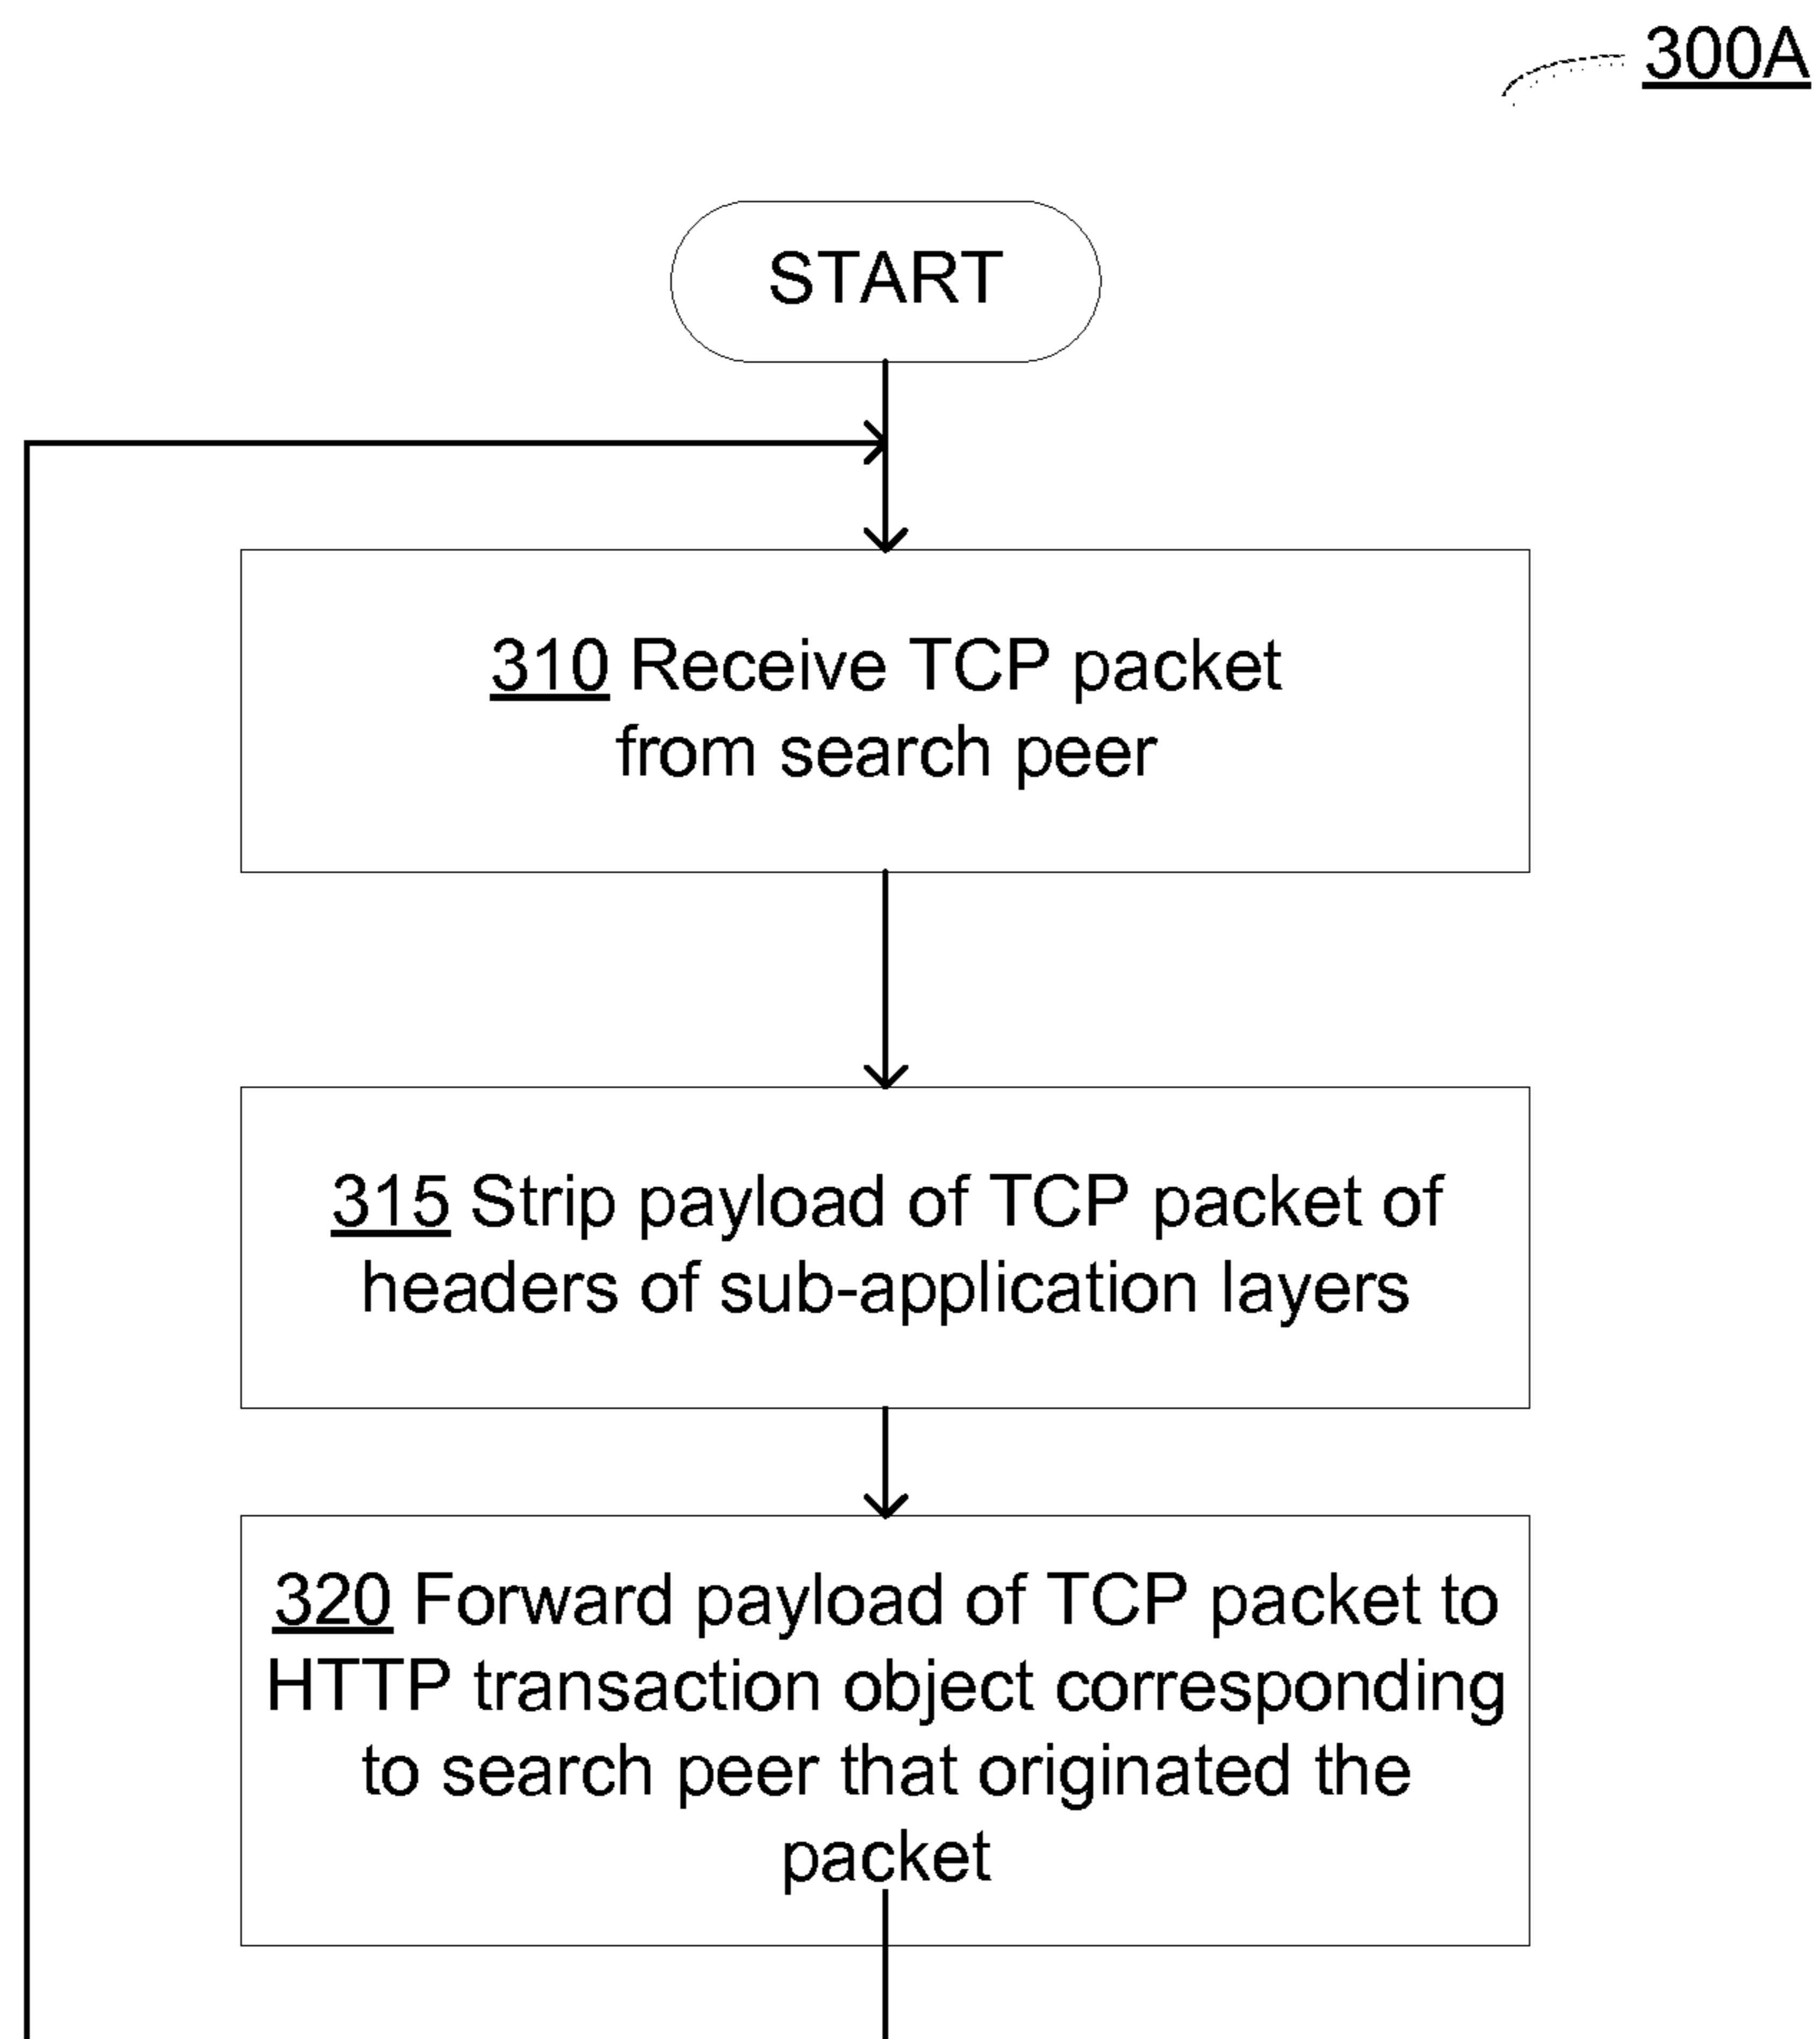 300A
START
310 Receive TCP packet
from search peer
315 Strip payload of TCP packet of
headers of sub-application layers
320 Forward payload of TCP packet to
HTTP transaction object corresponding
to search peer that originated the
packet